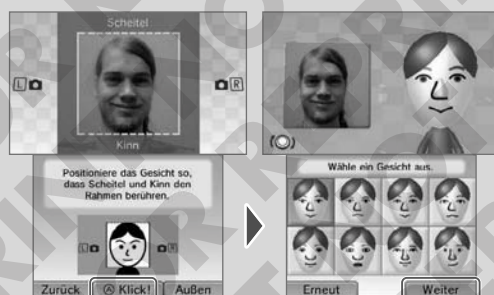 Scheitel
L R
Kinn
Positioniere das Gesicht so,
dass Scheitel und Kinn den
Rahmen berühren.
L R
Zurück Ⓐ Klick! Außen
Wähle ein Gesicht aus.
Erneut Weiter